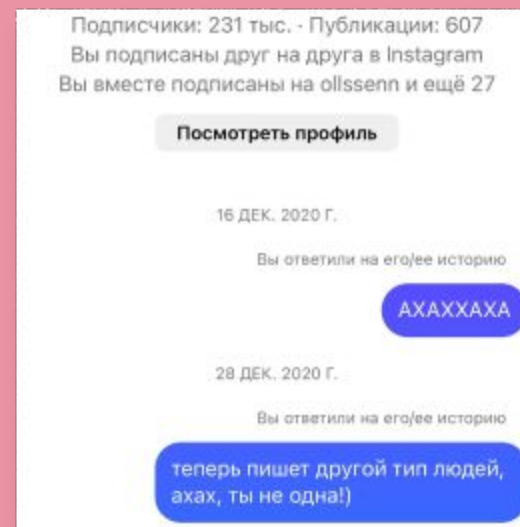 Подписчики: 231 тыс. · Публикации: 607
Вы подписаны друг на друга в Instagram
Вы вместе подписаны на ollssenn и ещё 27
Посмотреть профиль
16 ДЕК. 2020 Г.
Вы ответили на его/ее историю
АХАХХАХА
28 ДЕК. 2020 Г.
Вы ответили на его/ее историю
теперь пишет другой тип людей,
ахах, ты не одна!)